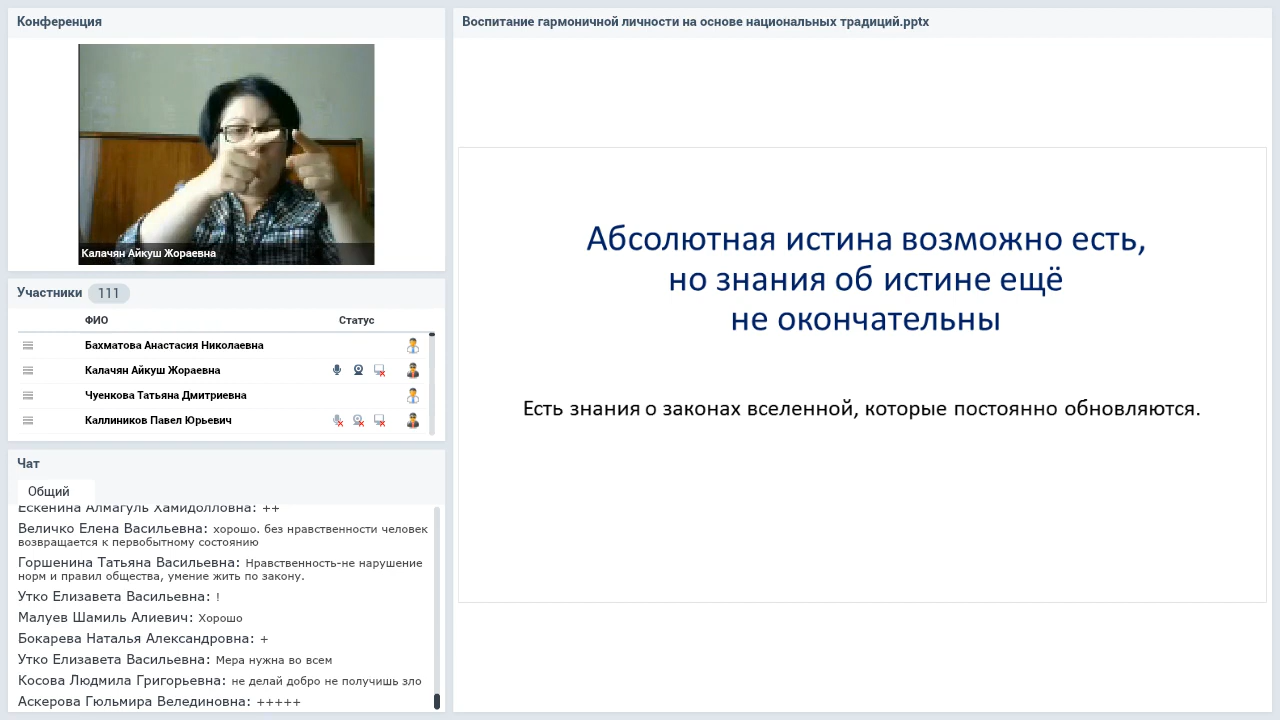 Конференция
Калачян Айкуш Жораевна
Участники 111
ФИО Статус
Бахматова Анастасия Николаевна
Калачян Айкуш Жораевна
Чуенкова Татьяна Дмитриевна
Каллиников Павел Юрьевич
Чат
Общий
Ескенина Алмагуль Хамидолловна: ++
Величко Елена Васильевна: хорошо. без нравственности человек
возвращается к первобытному состоянию
Горшенина Татьяна Васильевна: Нравственность-не нарушение
норм и правил общества, умение жить по закону.
Утко Елизавета Васильевна: !
Малуев Шамиль Алиевич: Хорошо
Бокарева Наталья Александровна: +
Утко Елизавета Васильевна: Мера нужна во всем
Косова Людмила Григорьевна: не делай добро не получишь зло
Аскерова Гюльмира Велединовна: +++++
Воспитание гармоничной личности на основе национальных традиций.pptx
Абсолютная истина возможно есть,
но знания об истине ещё
не окончательны
Есть знания о законах вселенной, которые постоянно обновляются.